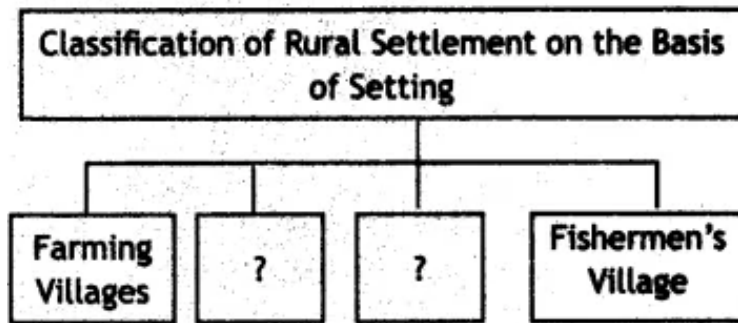 Classification of Rural Settlement on the Basis
of Setting
Farming
Villages
?
?
Fishermen's
Village